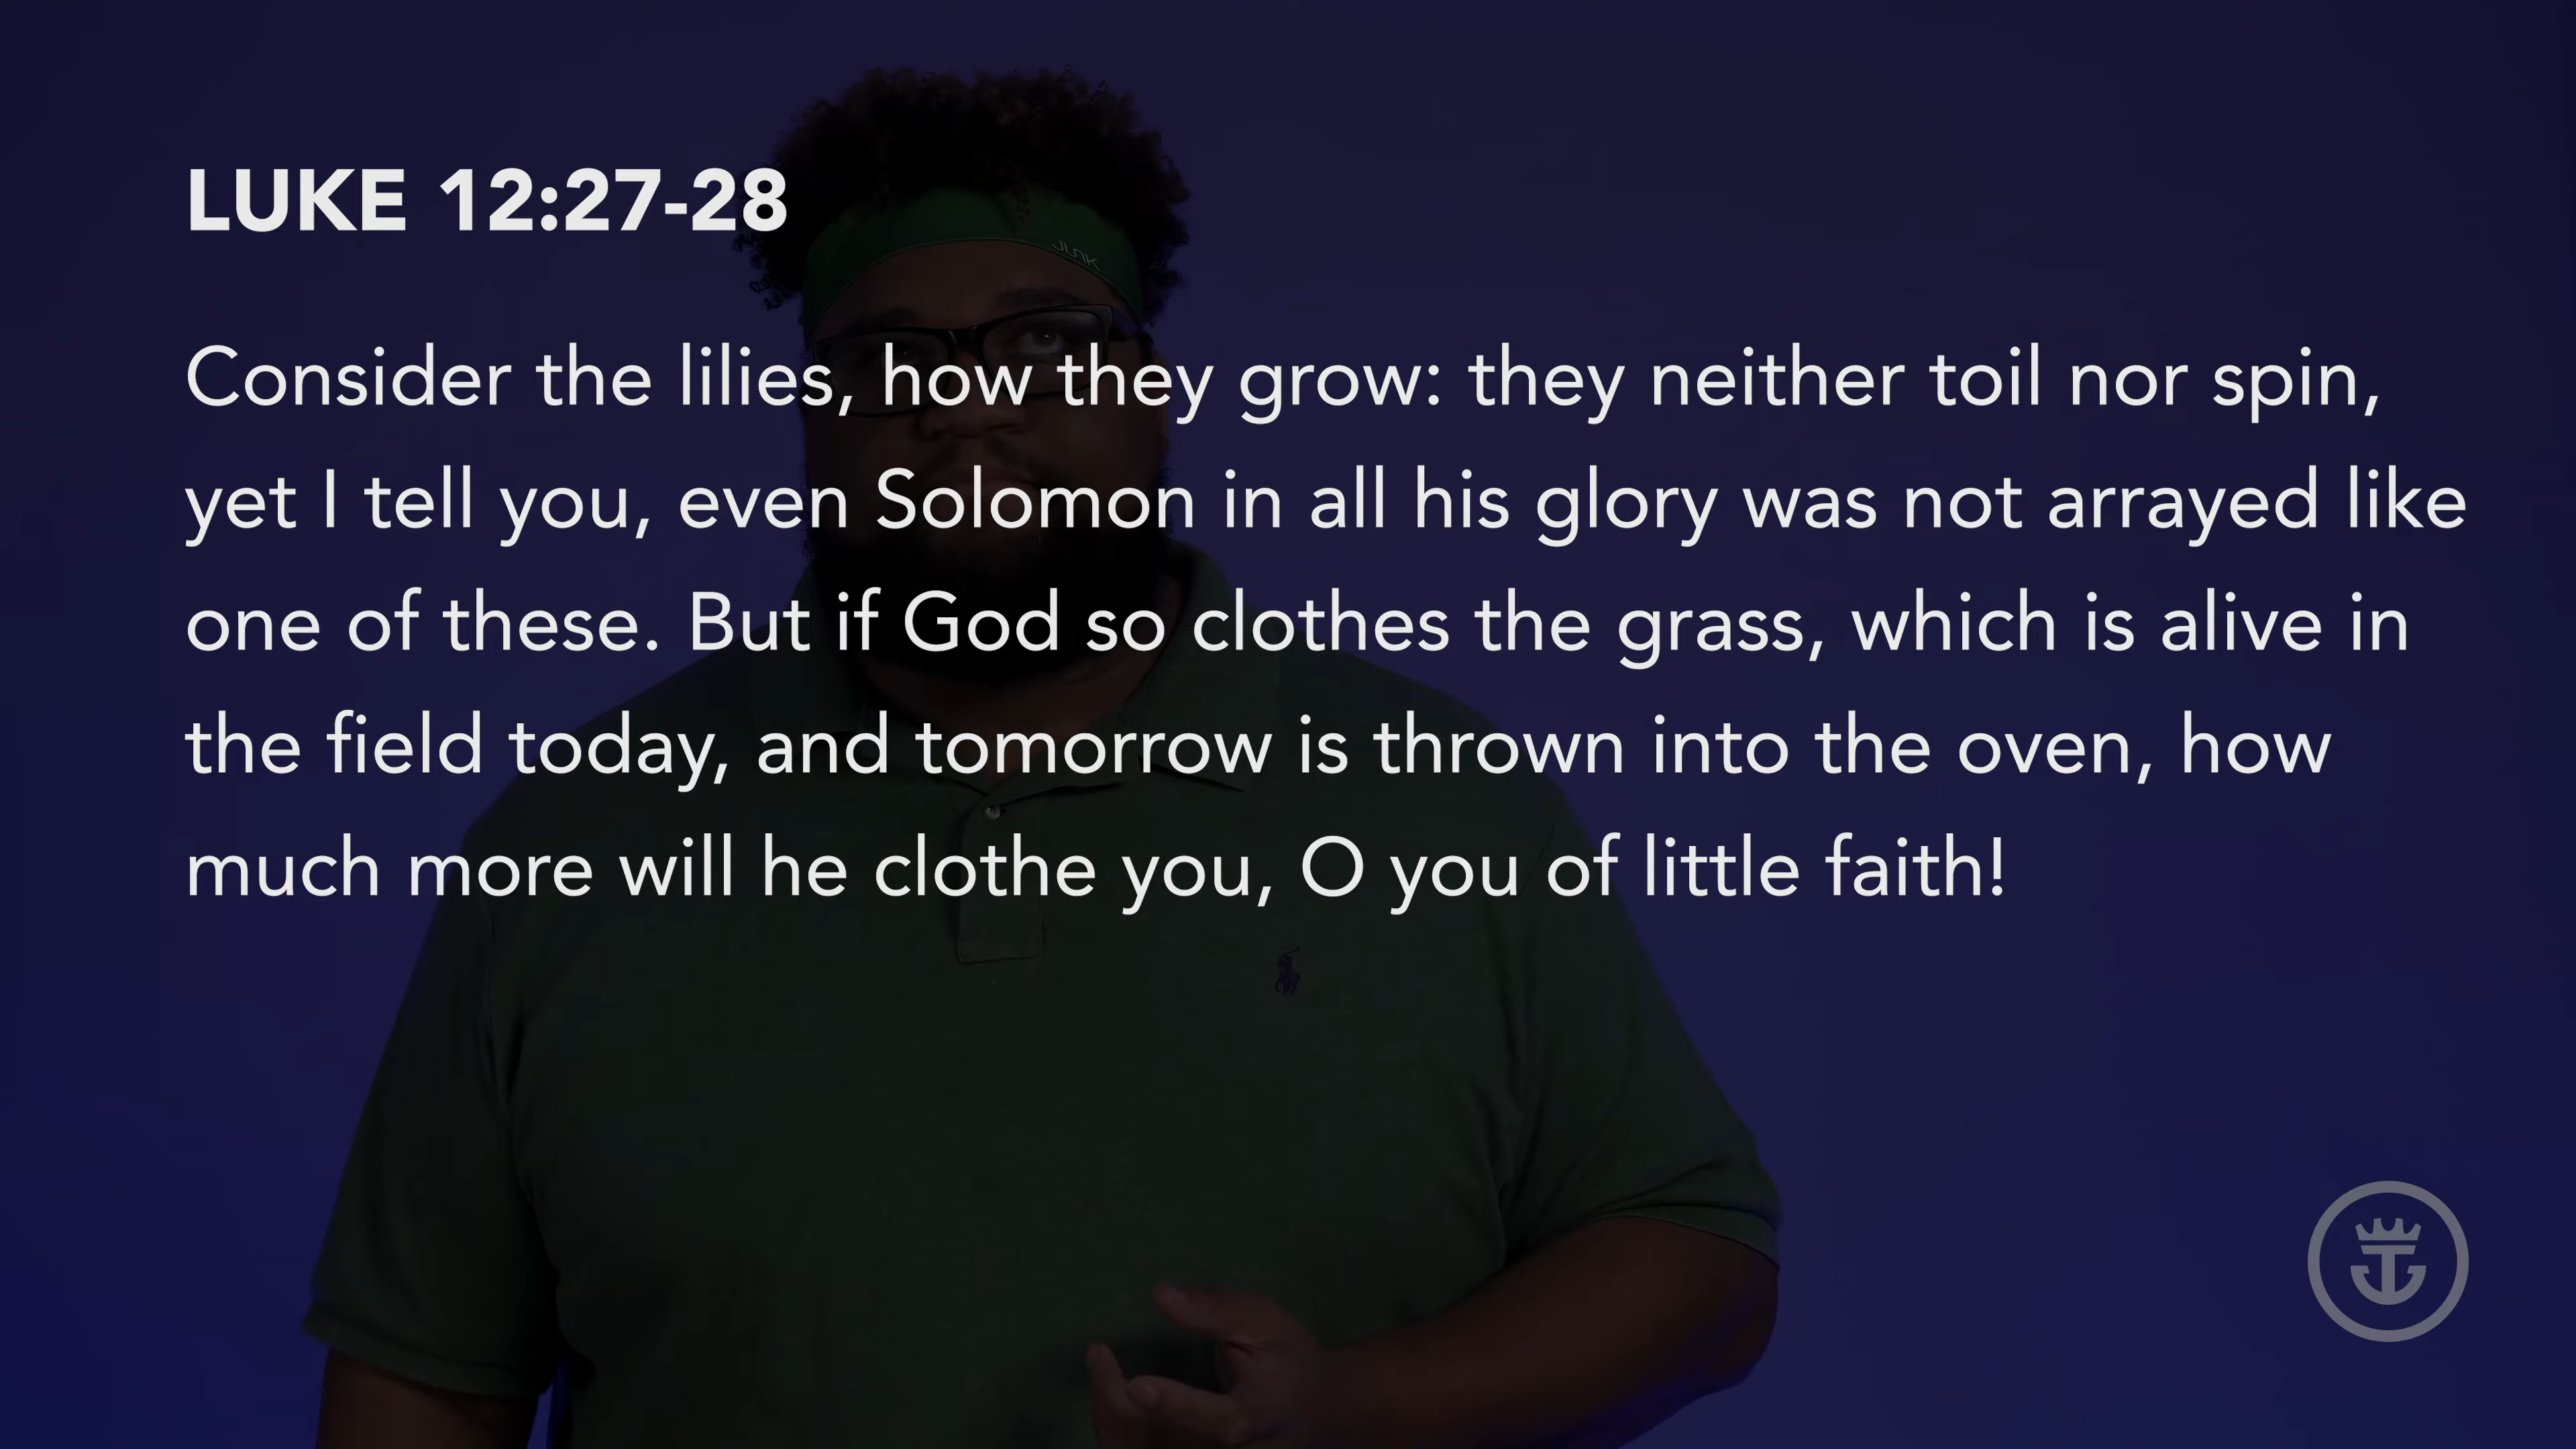 LUKE 12:27-28
JUNK
Consider the lilies, how they grow: they neither toil nor spin,
yet I tell you, even Solomon in all his glory was not arrayed like
one of these. But if God so clothes the grass, which is alive in
the field today, and tomorrow is thrown into the oven, how
much more will he clothe you, O you of little faith!